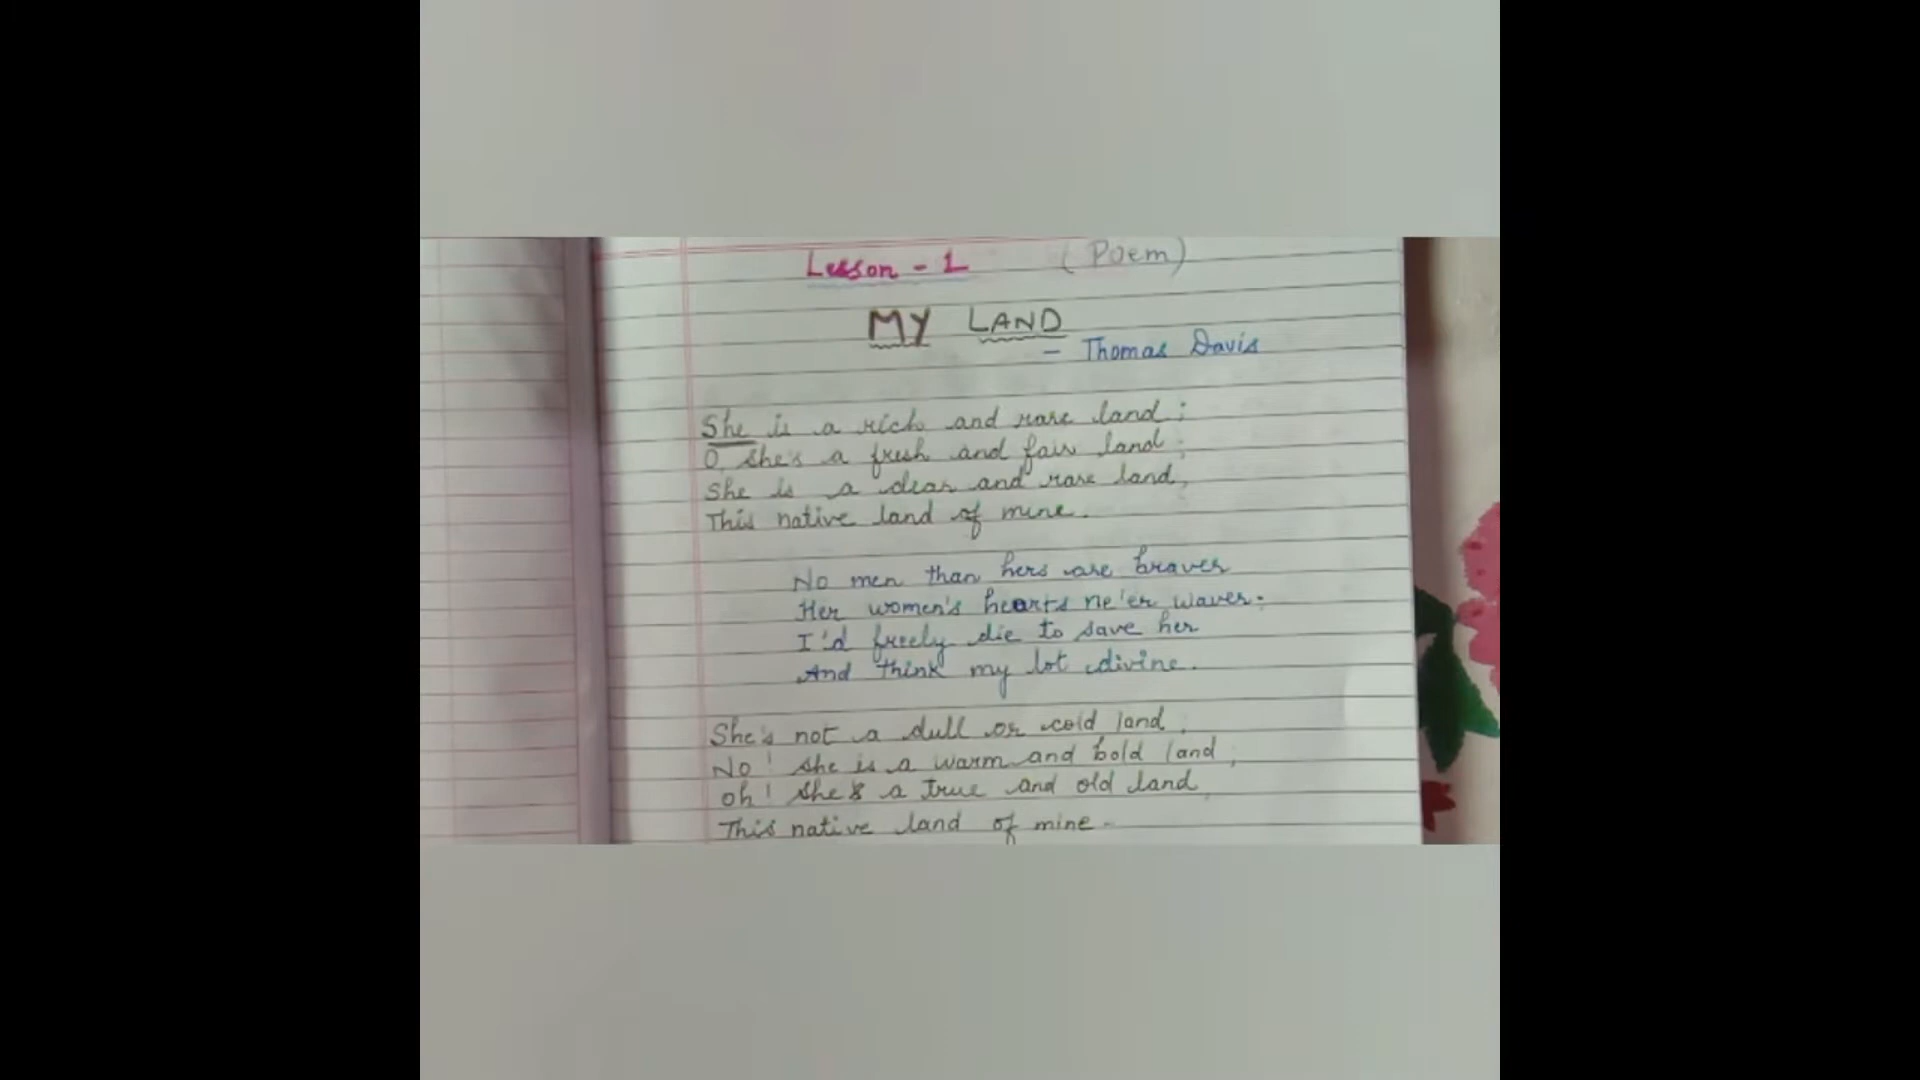 Lesson - 1 (Poem)
MY LAND
- Thomas Davis
She is a rich and rare land;
O, she's a fresh and fair land;
She is a dear and rare land,
This native land of mine.
No men than hers are braver
Her women's hearts ne'er waver.
I'd freely die to save her
And think my lot divine.
She's not a dull or cold land;
No! she is a warm and bold land;
oh! she's a true and old land
This native land of mine.